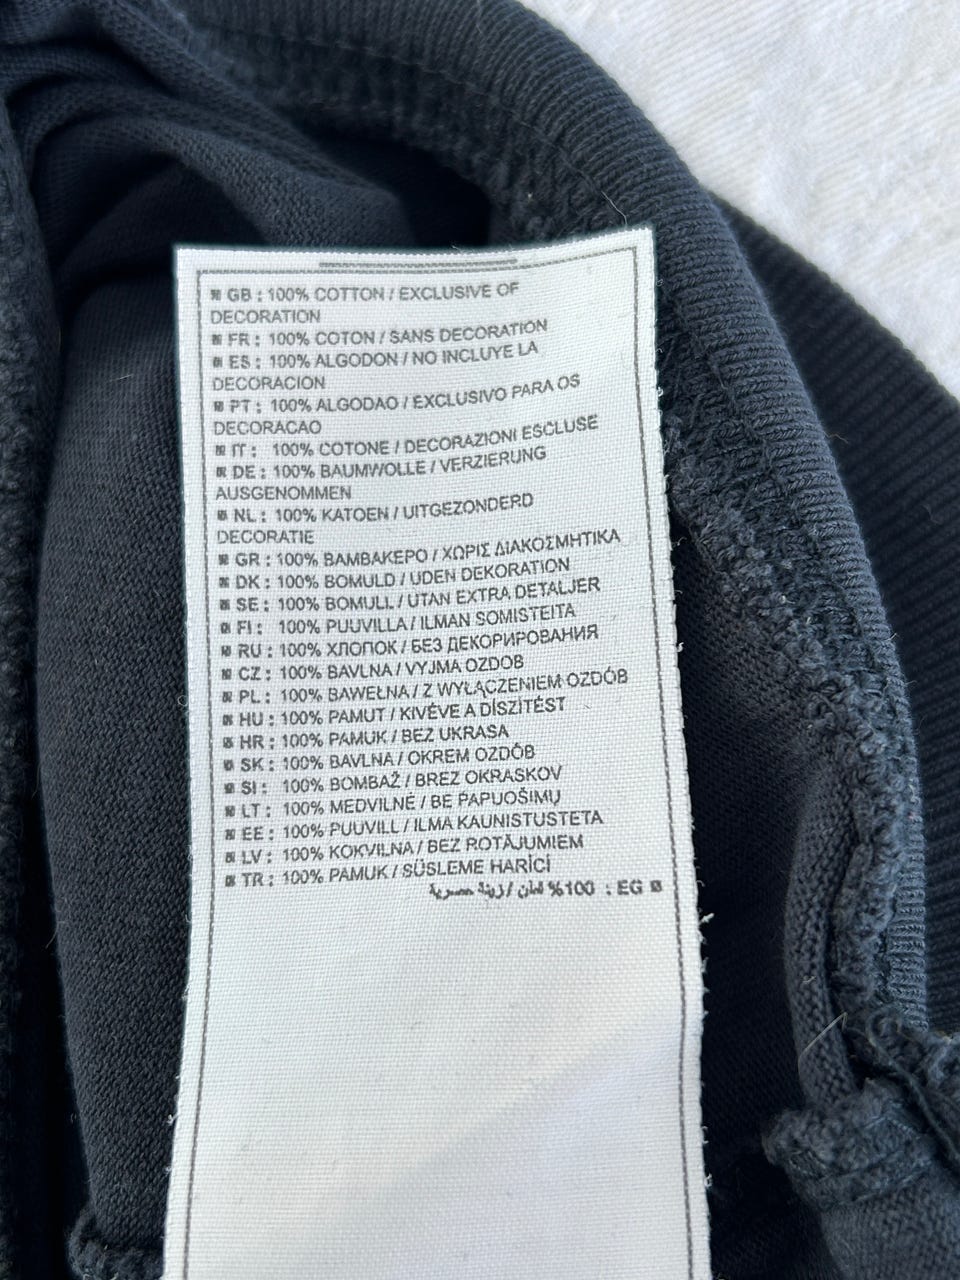 GB : 100% COTTON / EXCLUSIVE OF
DECORATION
FR : 100% COTON / SANS DECORATION
ES : 100% ALGODON / NO INCLUYE LA
DECORACION
PT : 100% ALGODAO / EXCLUSIVO PARA OS
DECORACAO
IT : 100% COTONE / DECORAZIONI ESCLUSE
DE : 100% BAUMWOLLE / VERZIERUNG
AUSGENOMMEN
NL : 100% KATOEN / UITGEZONDERD
DECORATIE
GR : 100% ΒΑΜΒΑΚΕΡΟ / ΧΩΡΙΣ ΔΙΑΚΟΣΜΗΤΙΚΑ
DK : 100% BOMULD / UDEN DEKORATION
SE : 100% BOMULL / UTAN EXTRA DETALJER
FI : 100% PUUVILLA / ILMAN SOMISTEITA
RU : 100% ХЛОПОК / БЕЗ ДЕКОРИРОВАНИЯ
CZ : 100% BAVLNA / VYJMA OZDOB
PL : 100% BAWEŁNA / Z WYŁĄCZENIEM OZDÓB
HU : 100% PAMUT / KIVÉVE A DÍSZÍTÉST
HR : 100% PAMUK / BEZ UKRASA
SK : 100% BAVLNA / OKREM OZDÔB
SI : 100% BOMBAŽ / BREZ OKRASKOV
LT : 100% MEDVILNĖ / BE PAPUOŠIMŲ
EE : 100% PUUVILL / ILMA KAUNISTUSTETA
LV : 100% KOKVILNA / BEZ ROTĀJUMIEM
TR : 100% PAMUK / SÜSLEME HARİCİ
EG : 100% قطن / زينة حصرية